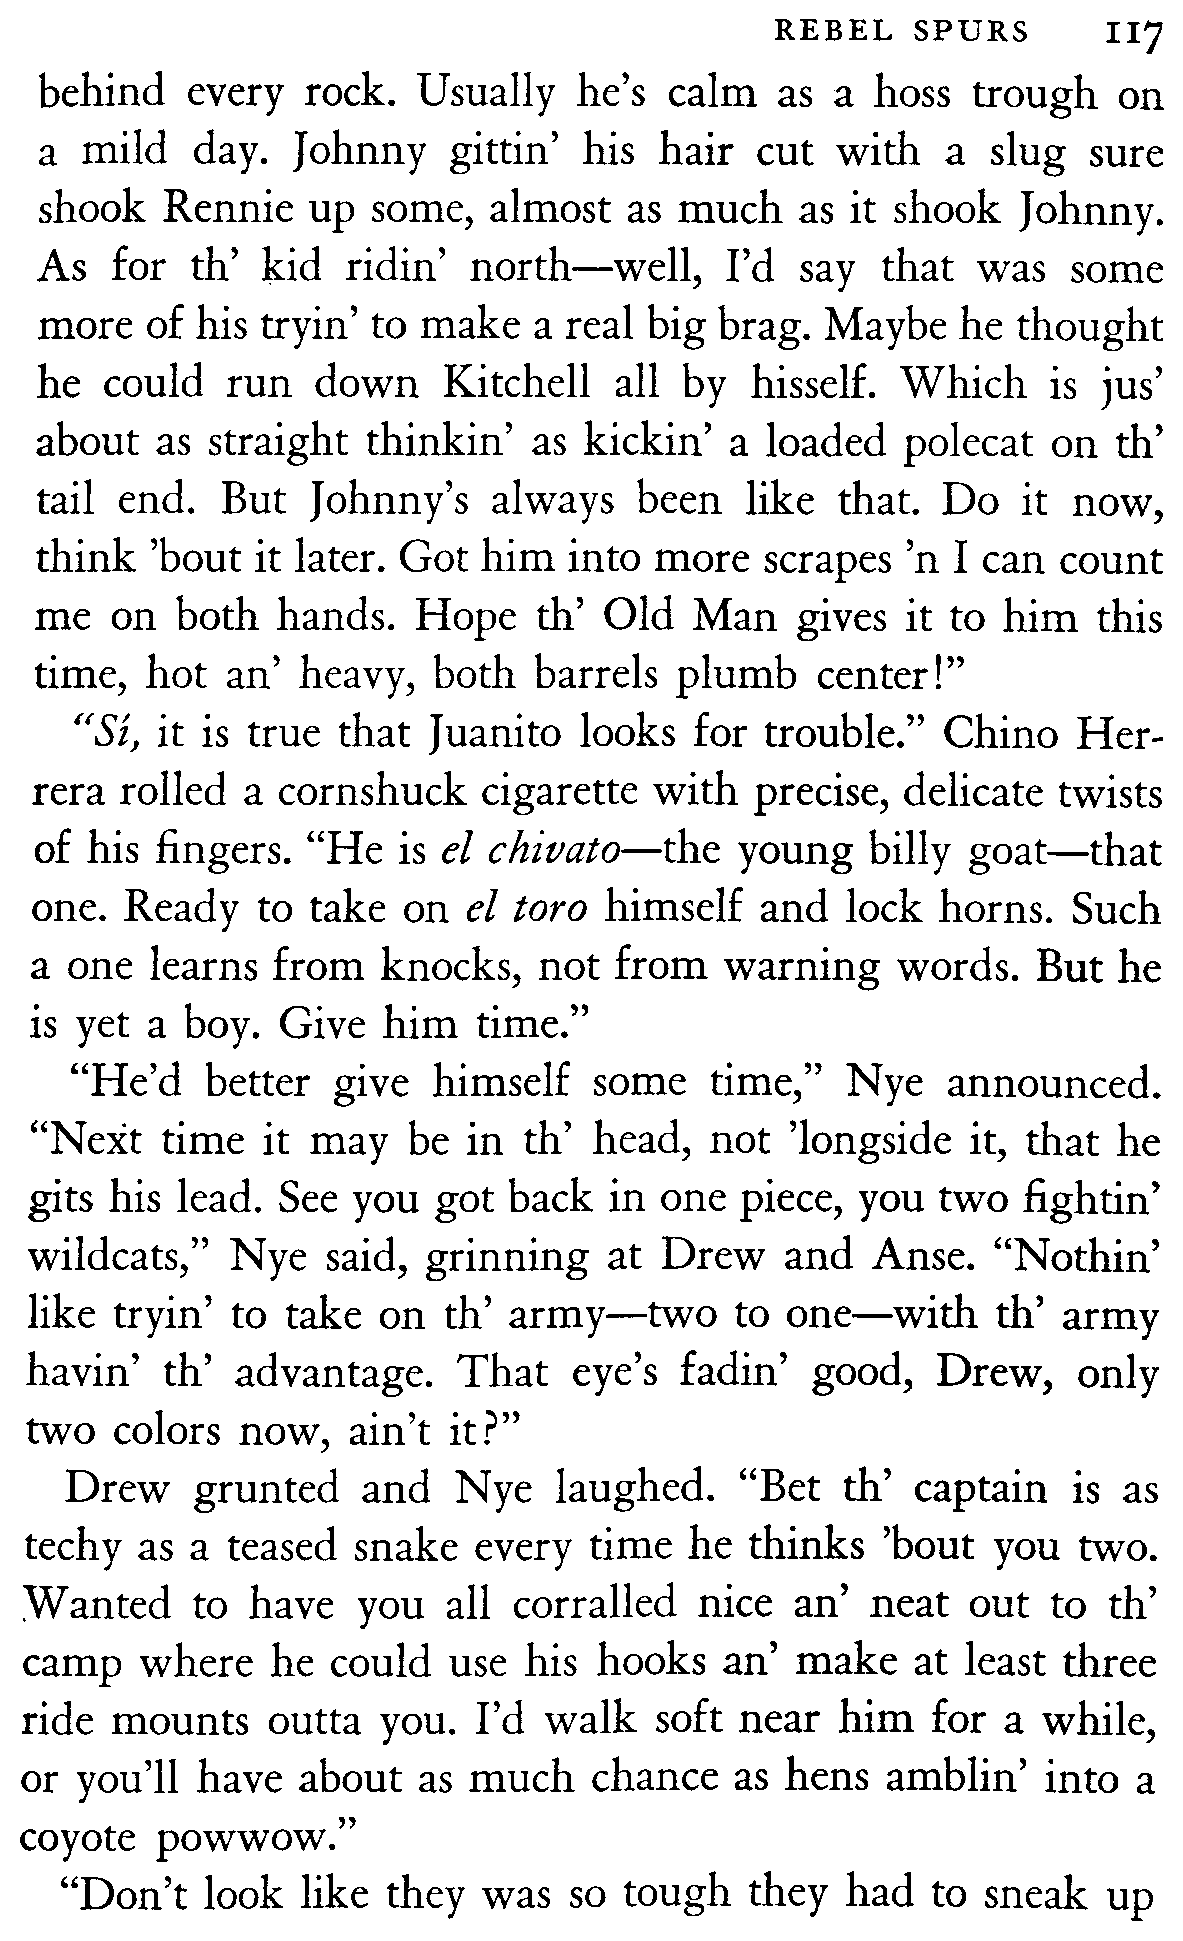 REBEL SPURS 117
behind every rock. Usually he's calm as a hoss trough on
a mild day. Johnny gittin' his hair cut with a slug sure
shook Rennie up some, almost as much as it shook Johnny.
As for th' kid ridin' north—well, I'd say that was some
more of his tryin' to make a real big brag. Maybe he thought
he could run down Kitchell all by hisself. Which is jus'
about as straight thinkin' as kickin' a loaded polecat on th'
tail end. But Johnny's always been like that. Do it now,
think 'bout it later. Got him into more scrapes 'n I can count
me on both hands. Hope th' Old Man gives it to him this
time, hot an' heavy, both barrels plumb center!”
“Sí, it is true that Juanito looks for trouble.” Chino Her-
rera rolled a cornshuck cigarette with precise, delicate twists
of his fingers. “He is el chivato—the young billy goat—that
one. Ready to take on el toro himself and lock horns. Such
a one learns from knocks, not from warning words. But he
is yet a boy. Give him time.”
“He'd better give himself some time,” Nye announced.
“Next time it may be in th' head, not 'longside it, that he
gits his lead. See you got back in one piece, you two fightin'
wildcats,” Nye said, grinning at Drew and Anse. “Nothin'
like tryin' to take on th' army—two to one—with th' army
havin' th' advantage. That eye's fadin' good, Drew, only
two colors now, ain't it?”
Drew grunted and Nye laughed. “Bet th' captain is as
techy as a teased snake every time he thinks 'bout you two.
Wanted to have you all corralled nice an' neat out to th'
camp where he could use his hooks an' make at least three
ride mounts outta you. I'd walk soft near him for a while,
or you'll have about as much chance as hens amblin' into a
coyote powwow.”
“Don't look like they was so tough they had to sneak up